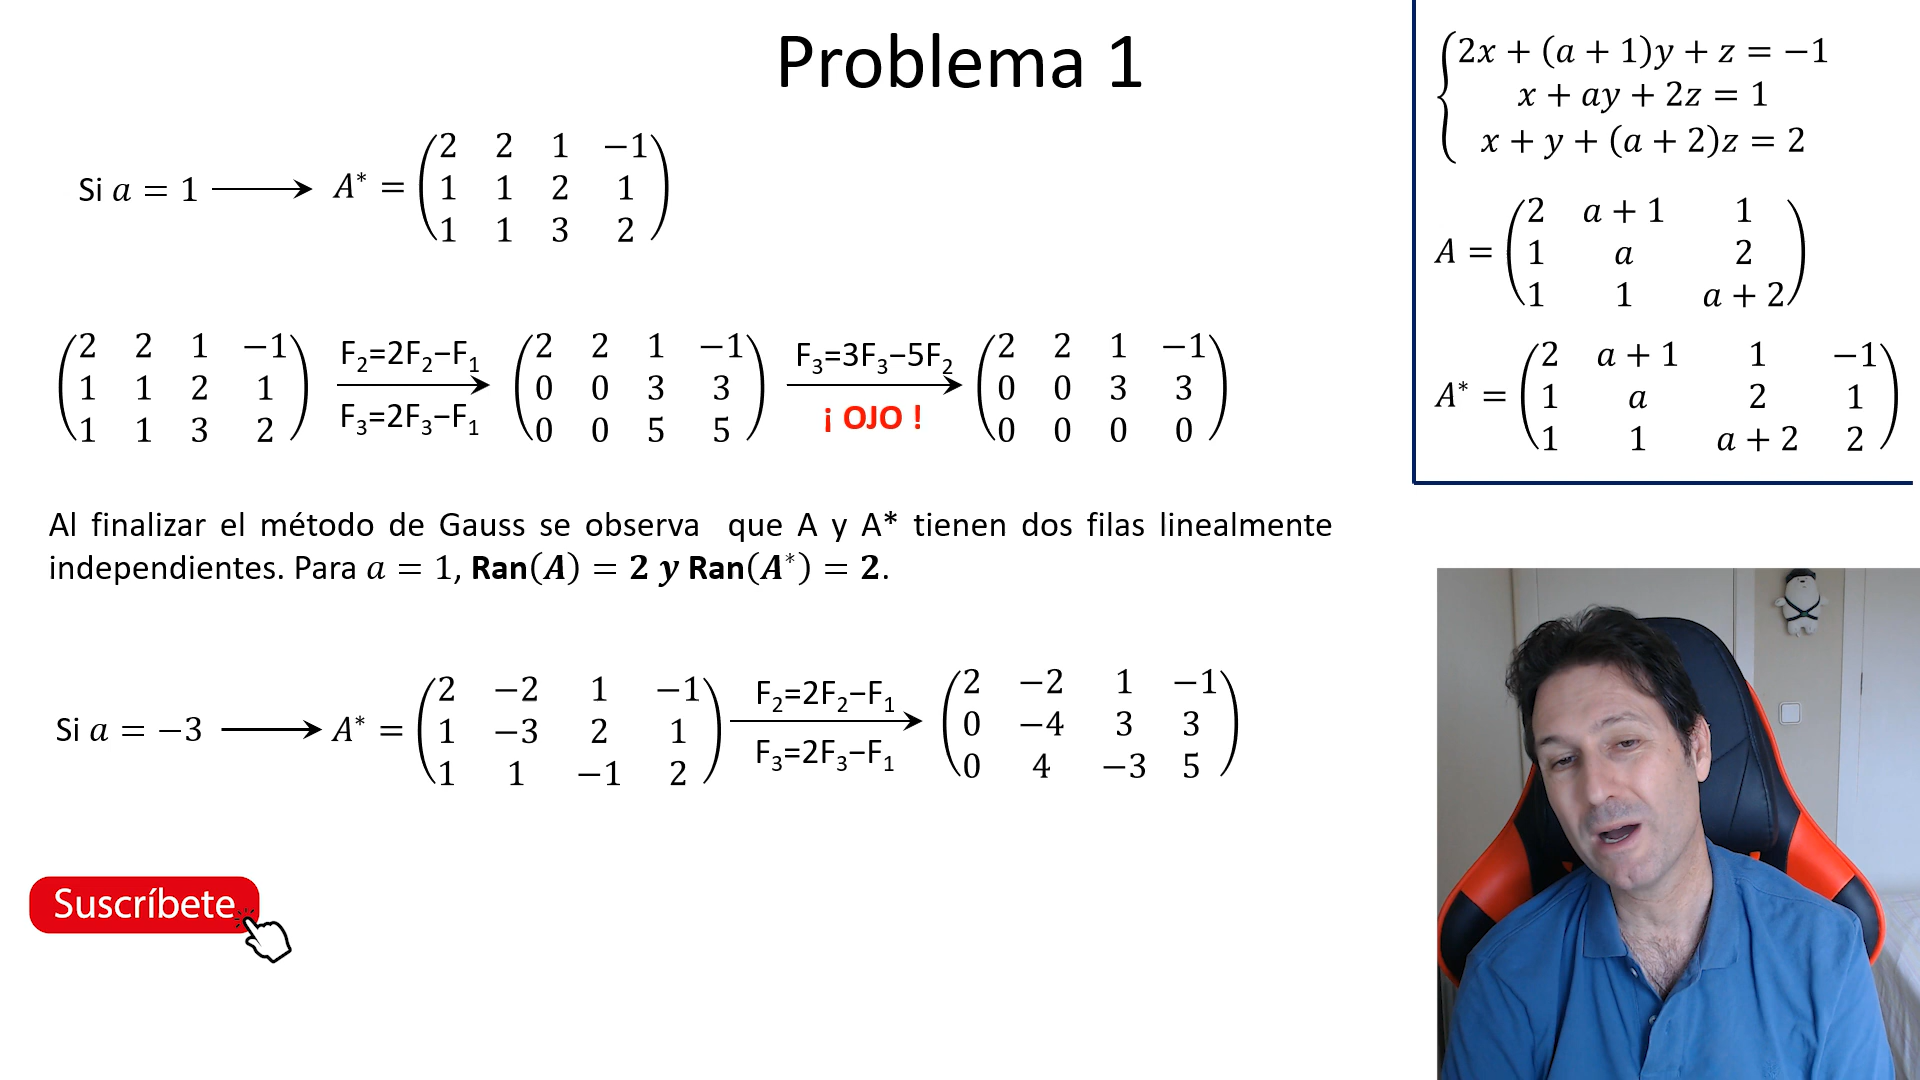 Problema 1
Si a = 1 ⟶ A* = (2 2 1 −1
1 1 2 1
1 1 3 2)
(2 2 1 −1
1 1 2 1
1 1 3 2)
F₂=2F₂−F₁
F₃=2F₃−F₁
(2 2 1 −1
0 0 3 3
0 0 5 5)
F₃=3F₃−5F₂
¡ OJO !
(2 2 1 −1
0 0 3 3
0 0 0 0)
Al finalizar el método de Gauss se observa que A y A* tienen dos filas linealmente
independientes. Para a = 1, Ran(A) = 2 y Ran(A*) = 2.
Si a = −3 ⟶ A* = (2 −2 1 −1
1 −3 2 1
1 1 −1 2)
F₂=2F₂−F₁
F₃=2F₃−F₁
(2 −2 1 −1
0 −4 3 3
0 4 −3 5)
Suscríbete
{2x + (a + 1)y + z = −1
x + ay + 2z = 1
x + y + (a + 2)z = 2
A = (2 a + 1 1
1 a 2
1 1 a + 2)
A* = (2 a + 1 1 −1
1 a 2 1
1 1 a + 2 2)